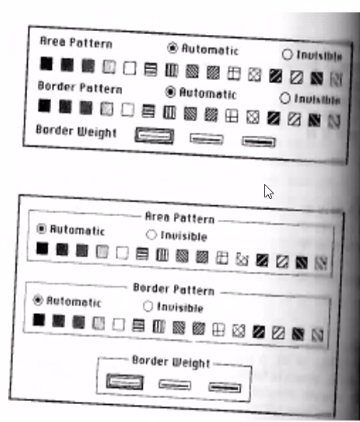 Area Pattern Automatic Invisible
Border Pattern Automatic Invisible
Border Weight
Area Pattern
Automatic Invisible
Border Pattern
Automatic Invisible
Border Weight